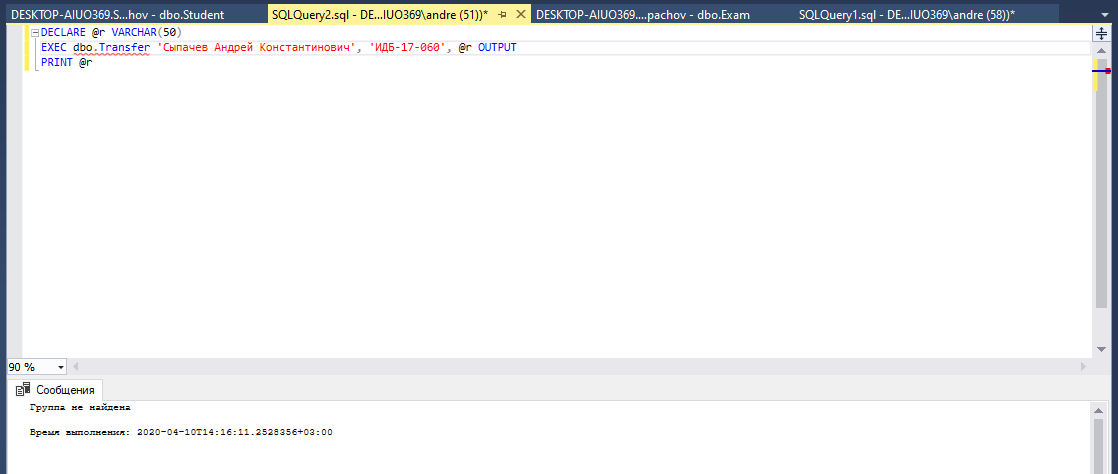 DESKTOP-AIUO369.S...hov - dbo.Student
SQLQuery2.sql - DE...IUO369\andre (51))*
DESKTOP-AIUO369....pachov - dbo.Exam
SQLQuery1.sql - DE...IUO369\andre (58))*
DECLARE @r VARCHAR(50)
EXEC dbo.Transfer 'Сыпачев Андрей Константинович', 'ИДБ-17-060', @r OUTPUT
PRINT @r
90 %
Сообщения
Группа не найдена
Время выполнения: 2020-04-10T14:16:11.2528356+03:00